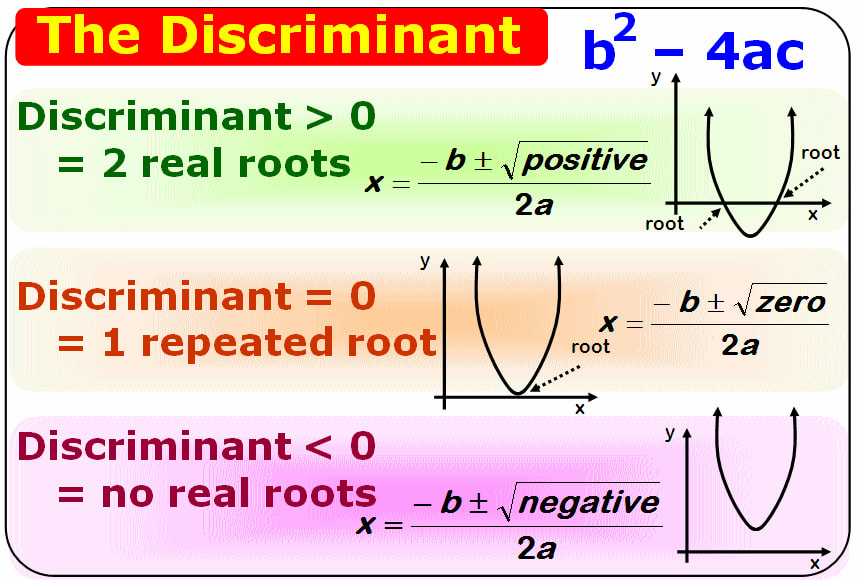 The Discriminant
b² – 4ac
Discriminant > 0
= 2 real roots
x = (– b ± √positive) / 2a
y
root
root
x
Discriminant = 0
= 1 repeated root
y
root
x
x = (– b ± √zero) / 2a
Discriminant < 0
= no real roots
x = (– b ± √negative) / 2a
y
x